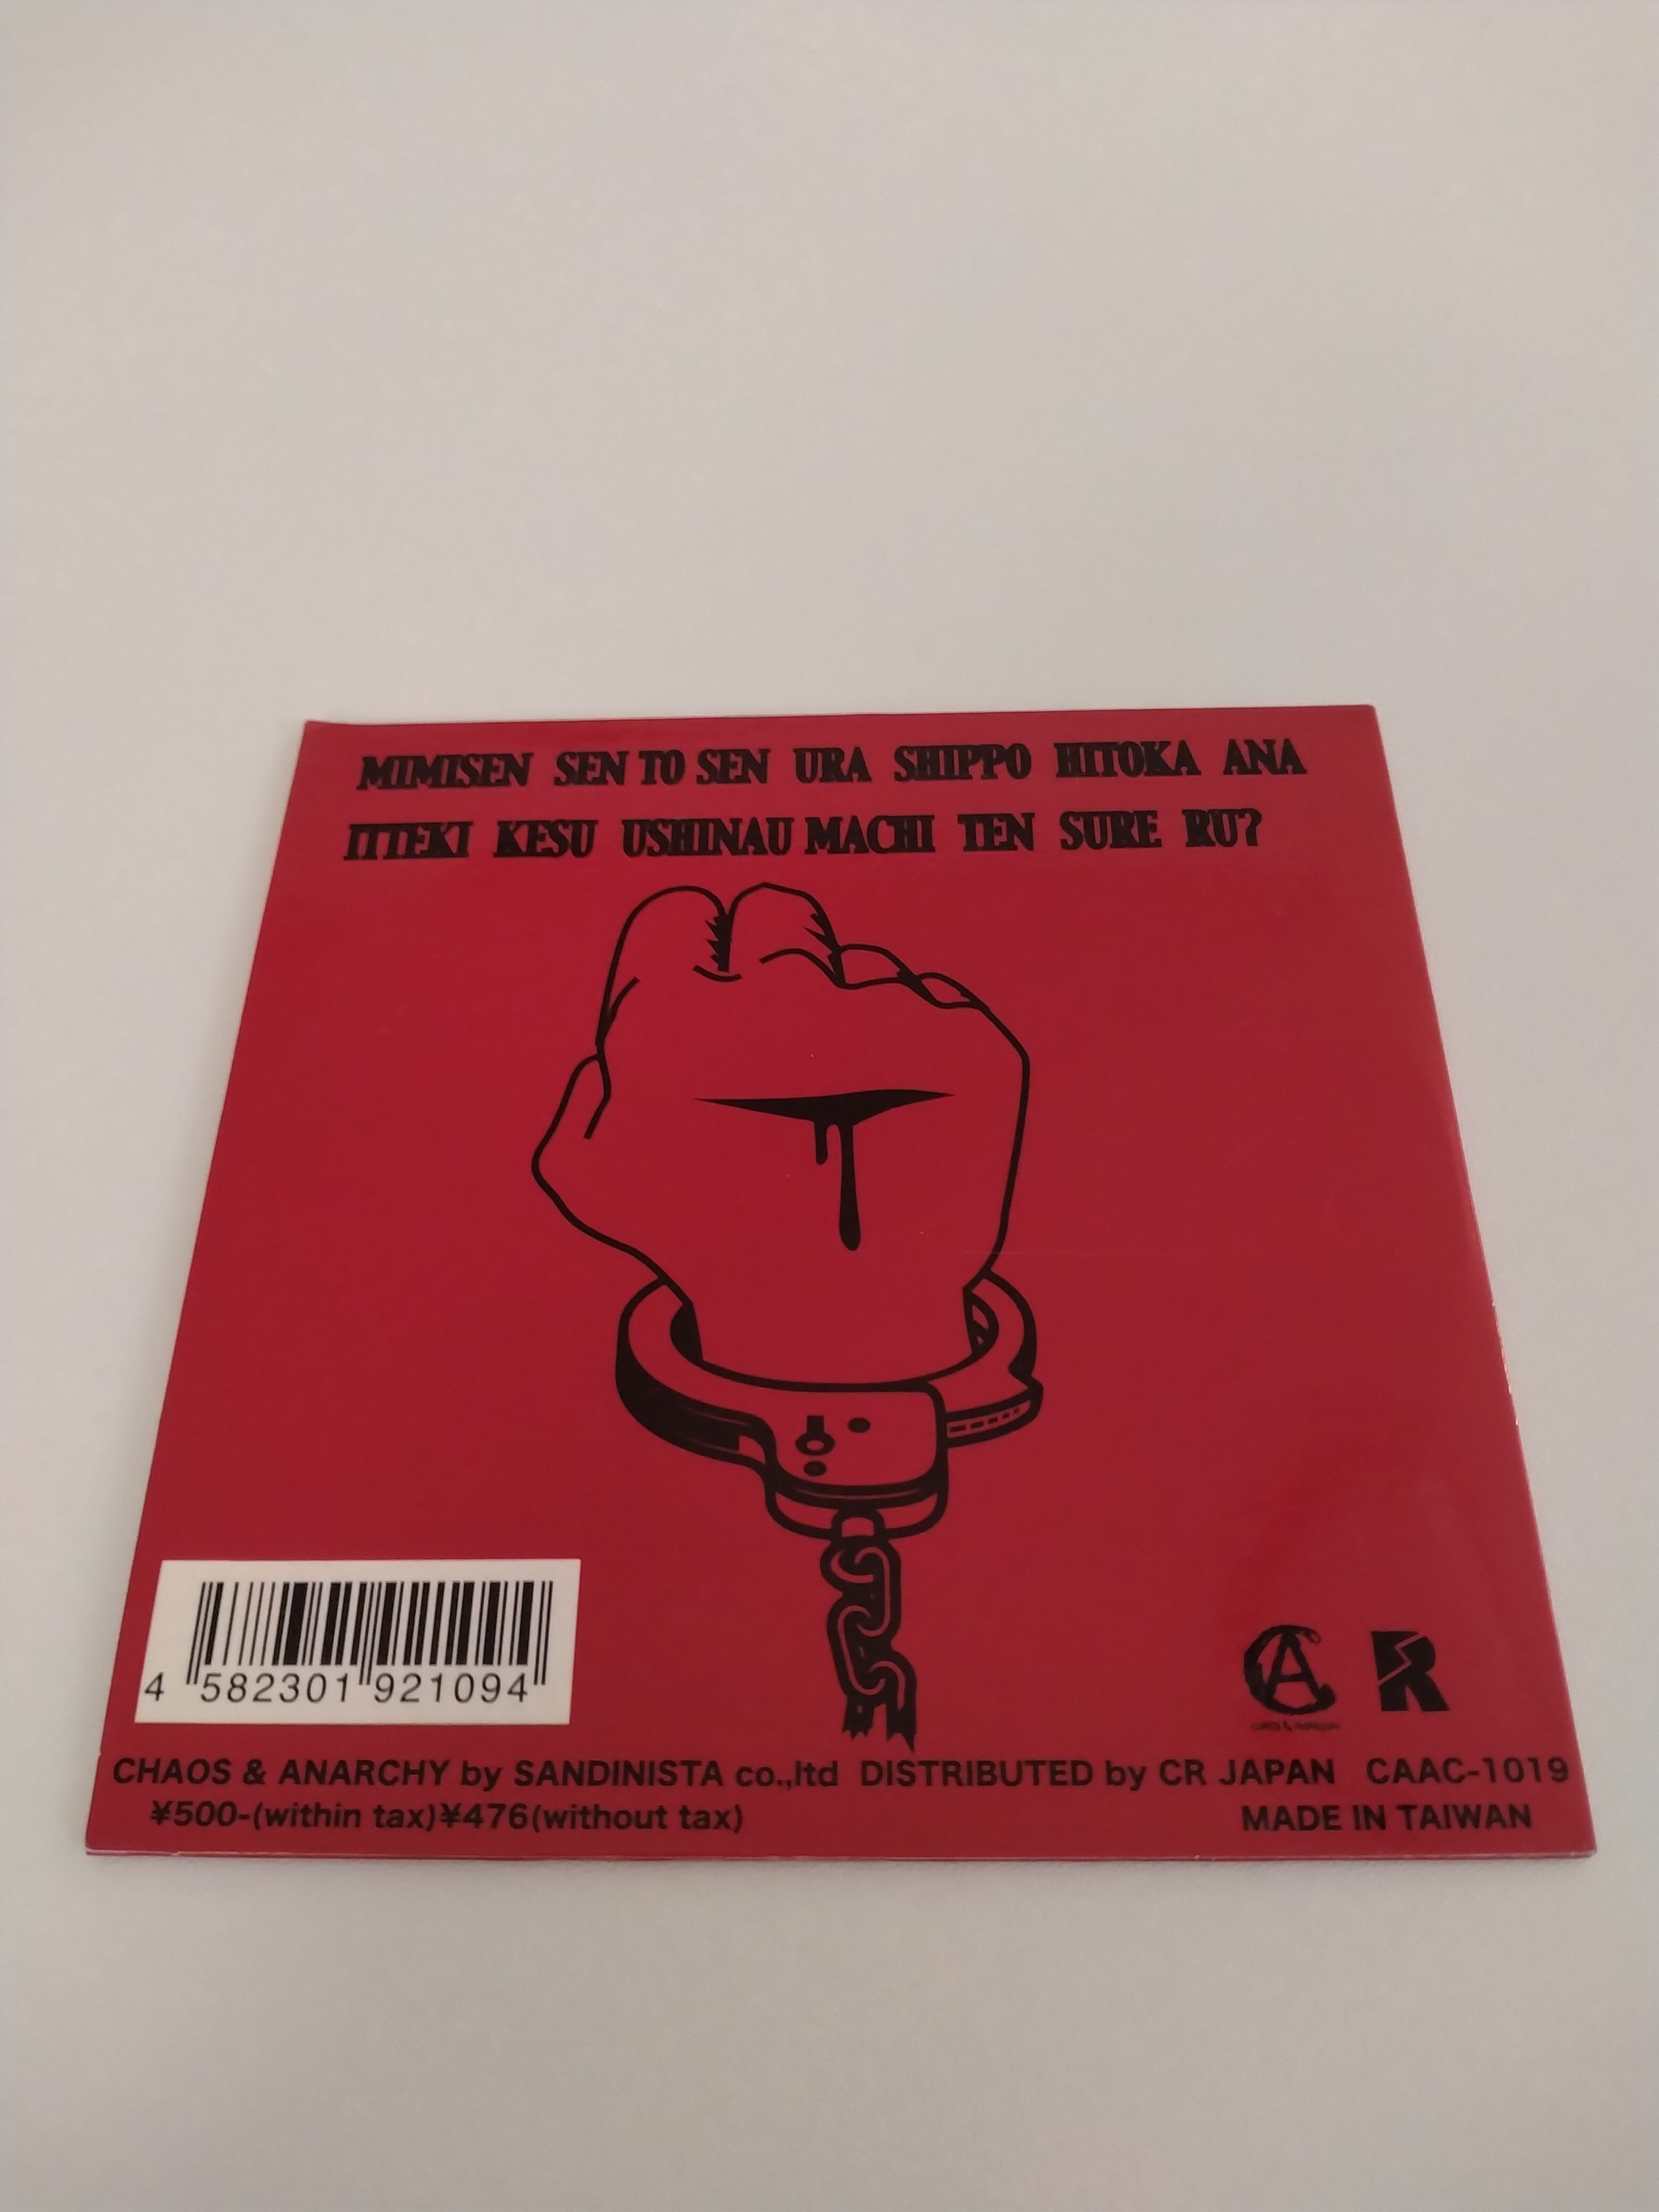 MIMISEN SEN TO SEN URA SHIPPO HITOKA ANA
ITTEKI KESU USHINAU MACHI TEN SURE RU?
4 582301 921094
CHAOS & ANARCHY
CHAOS & ANARCHY by SANDINISTA co.,ltd DISTRIBUTED by CR JAPAN CAAC-1019
¥500-(within tax)¥476(without tax) MADE IN TAIWAN